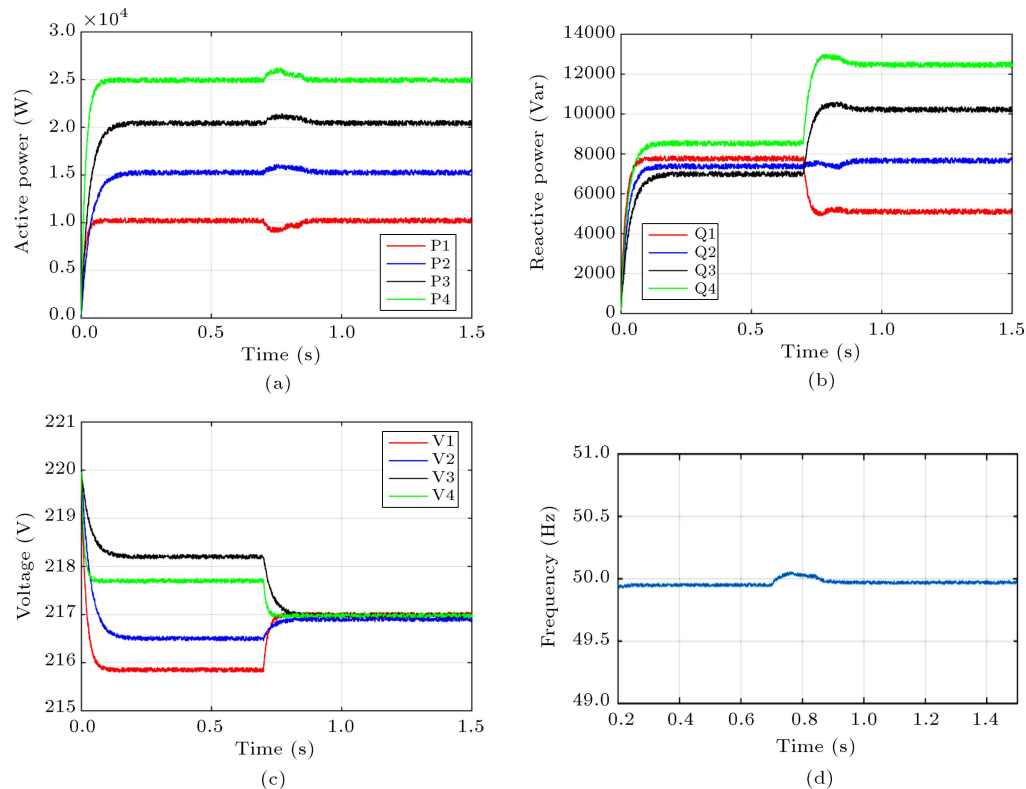 ×10⁴
3.0
2.5
2.0
1.5
1.0
0.5
0.0
Active power (W)
P1
P2
P3
P4
0.0 0.5 1.0 1.5
Time (s)
(a)
14000
12000
10000
8000
6000
4000
2000
0
Reactive power (Var)
Q1
Q2
Q3
Q4
0.0 0.5 1.0 1.5
Time (s)
(b)
221
220
219
218
217
216
215
Voltage (V)
V1
V2
V3
V4
0.0 0.5 1.0 1.5
Time (s)
(c)
51.0
50.5
50.0
49.5
49.0
Frequency (Hz)
0.2 0.4 0.6 0.8 1.0 1.2 1.4
Time (s)
(d)